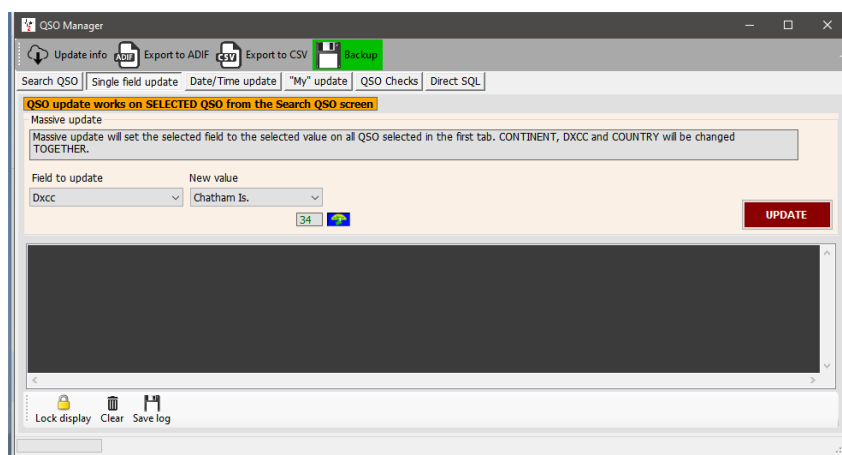 QSO Manager
Update info ADIF Export to ADIF CSV Export to CSV Backup
Search QSO Single field update Date/Time update "My" update QSO Checks Direct SQL
QSO update works on SELECTED QSO from the Search QSO screen
Massive update
Massive update will set the selected field to the selected value on all QSO selected in the first tab. CONTINENT, DXCC and COUNTRY will be changed
TOGETHER.
Field to update New value
Dxcc Chatham Is.
34
UPDATE
Lock display Clear Save log